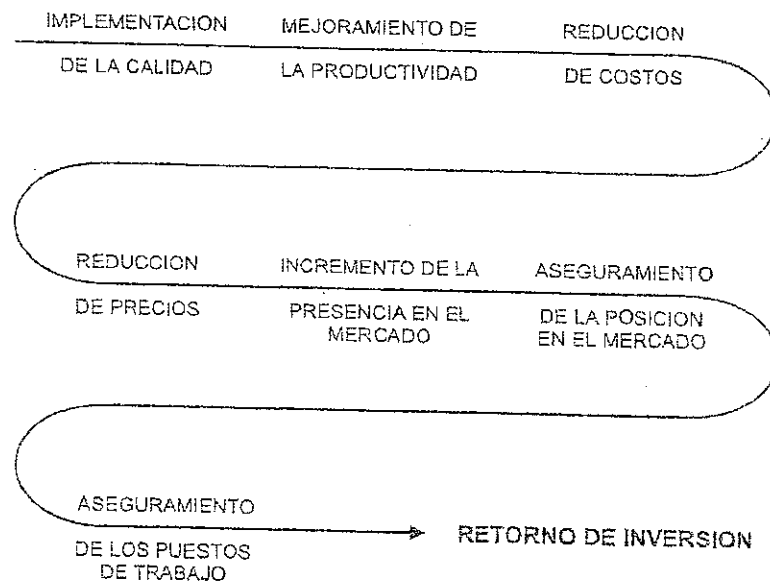 IMPLEMENTACION
DE LA CALIDAD
MEJORAMIENTO DE
LA PRODUCTIVIDAD
REDUCCION
DE COSTOS
REDUCCION
DE PRECIOS
INCREMENTO DE LA
PRESENCIA EN EL
MERCADO
ASEGURAMIENTO
DE LA POSICION
EN EL MERCADO
ASEGURAMIENTO
DE LOS PUESTOS
DE TRABAJO
RETORNO DE INVERSION